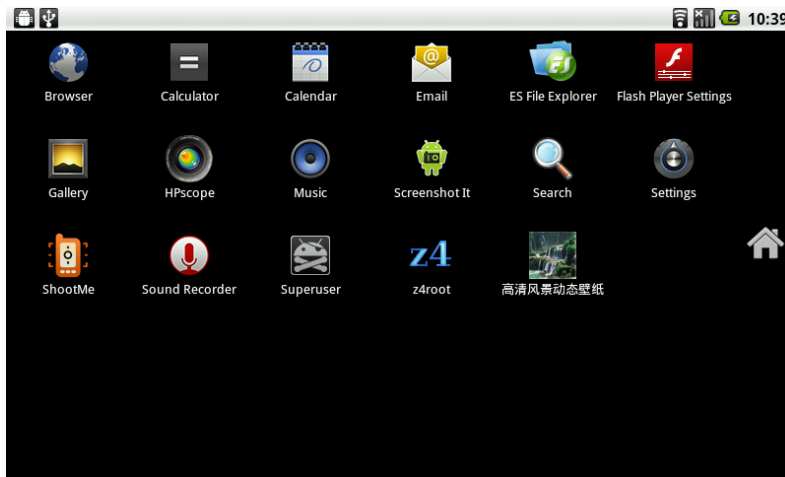 10:39
Browser
Calculator
Calendar
Email
ES File Explorer
Flash Player Settings
Gallery
HPscope
Music
Screenshot It
Search
Settings
ShootMe
Sound Recorder
Superuser
z4
z4root
高清风景动态壁纸